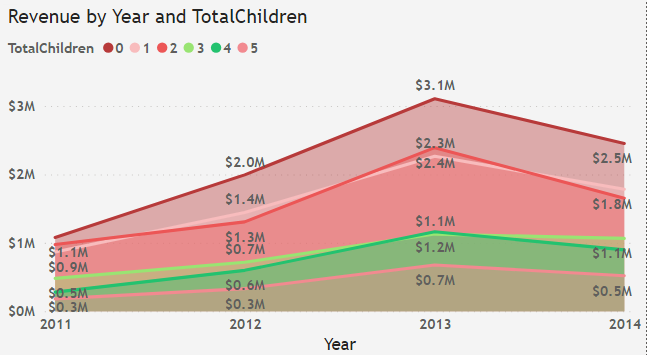 Revenue by Year and TotalChildren
TotalChildren 0 1 2 3 4 5
$3.1M
$3M
$2.3M
$2.4M
$2.5M
$2.0M
$2M
$1.4M
$1.8M
$1.3M
$1.1M
$1M
$1.1M
$0.7M
$1.2M
$1.1M
$0.9M
$0.6M
$0.7M
$0.5M
$0.5M
$0.3M
$0.3M
$0M
2011 2012 2013 2014
Year